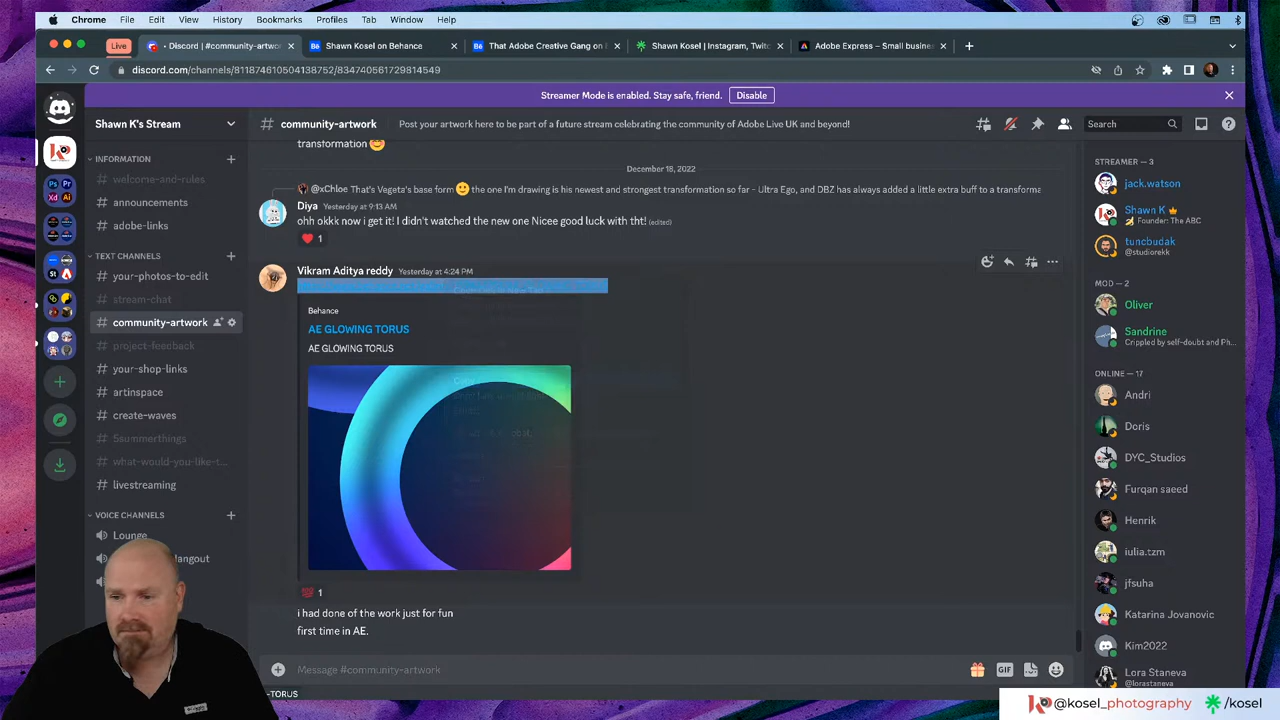 Chrome File Edit View History Bookmarks Profiles Tab Window Help
Live • Discord | #community-artwor × Shawn Kosel on Behance × That Adobe Creative Gang on B × Shawn Kosel | Instagram, Twitc × Adobe Express – Small busines ×
discord.com/channels/811874610504138752/834740561729814549
Streamer Mode is enabled. Stay safe, friend. Disable
Shawn K's Stream
# community-artwork Post your artwork here to be part of a future stream celebrating the community of Adobe Live UK and beyond!
Search
INFORMATION
# welcome-and-rules
# announcements
# adobe-links
TEXT CHANNELS
# your-photos-to-edit
# stream-chat
# community-artwork
# project-feedback
# your-shop-links
# artinspace
# create-waves
# 5summerthings
# what-would-you-like-t...
# livestreaming
VOICE CHANNELS
Lounge
hangout
transformation
December 18, 2022
@xChloe That's Vegeta's base form the one I'm drawing is his newest and strongest transformation so far - Ultra Ego, and DBZ has always added a little extra buff to a transforma
Diya Yesterday at 9:13 AM
ohh okkk now i get it! I didn't watched the new one Nicee good luck with tht! (edited)
1
Vikram Aditya reddy Yesterday at 4:24 PM
Behance
AE GLOWING TORUS
AE GLOWING TORUS
1
i had done of the work just for fun
first time in AE.
Message #community-artwork
GIF
-TORUS
STREAMER — 3
jack.watson
Shawn K
Founder: The ABC
tuncbudak
@studiorekk
MOD — 2
Oliver
Sandrine
Crippled by self-doubt and Ph...
ONLINE — 17
Andri
Doris
DYC_Studios
Furqan saeed
Henrik
iulia.tzm
jfsuha
Katarina Jovanovic
Kim2022
Lora Staneva
@lorastaneva
@kosel_photography /kosel